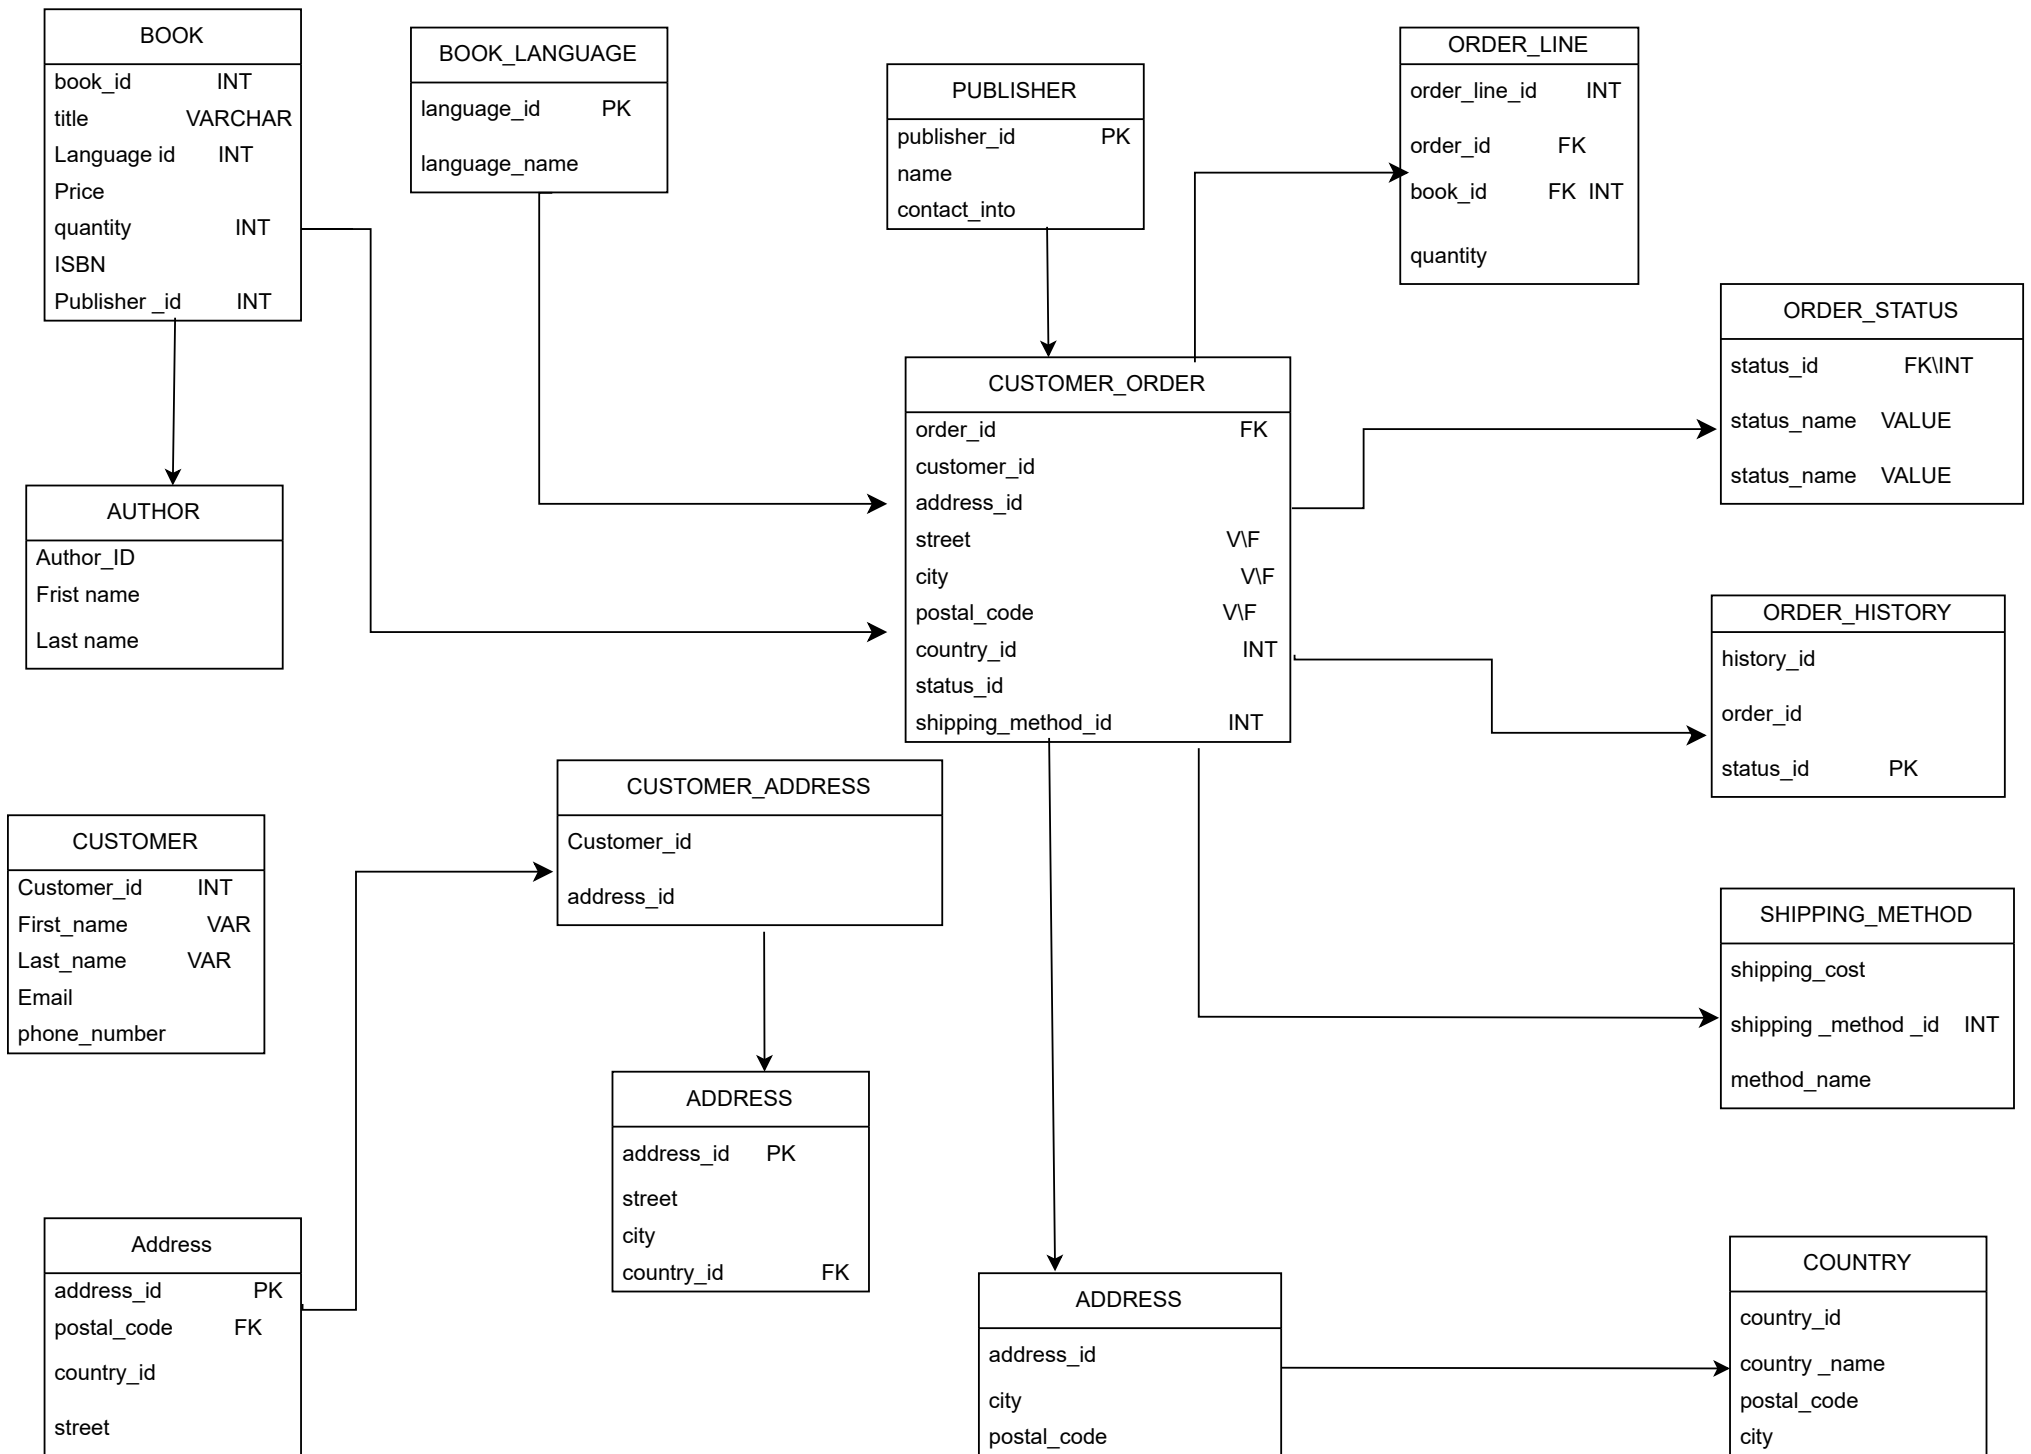 BOOK
book_id INT
title VARCHAR
Language id INT
Price
quantity INT
ISBN
Publisher _id INT
BOOK_LANGUAGE
language_id PK
language_name
PUBLISHER
publisher_id PK
name
contact_into
ORDER_LINE
order_line_id INT
order_id FK
book_id FK INT
quantity
ORDER_STATUS
status_id FK\INT
status_name VALUE
status_name VALUE
CUSTOMER_ORDER
order_id FK
customer_id
address_id
street V\F
city V\F
postal_code V\F
country_id INT
status_id
shipping_method_id INT
AUTHOR
Author_ID
Frist name
Last name
ORDER_HISTORY
history_id
order_id
status_id PK
CUSTOMER_ADDRESS
Customer_id
address_id
CUSTOMER
Customer_id INT
First_name VAR
Last_name VAR
Email
phone_number
SHIPPING_METHOD
shipping_cost
shipping _method _id INT
method_name
ADDRESS
address_id PK
street
city
country_id FK
Address
address_id PK
postal_code FK
country_id
street
ADDRESS
address_id
city
postal_code
COUNTRY
country_id
country _name
postal_code
city